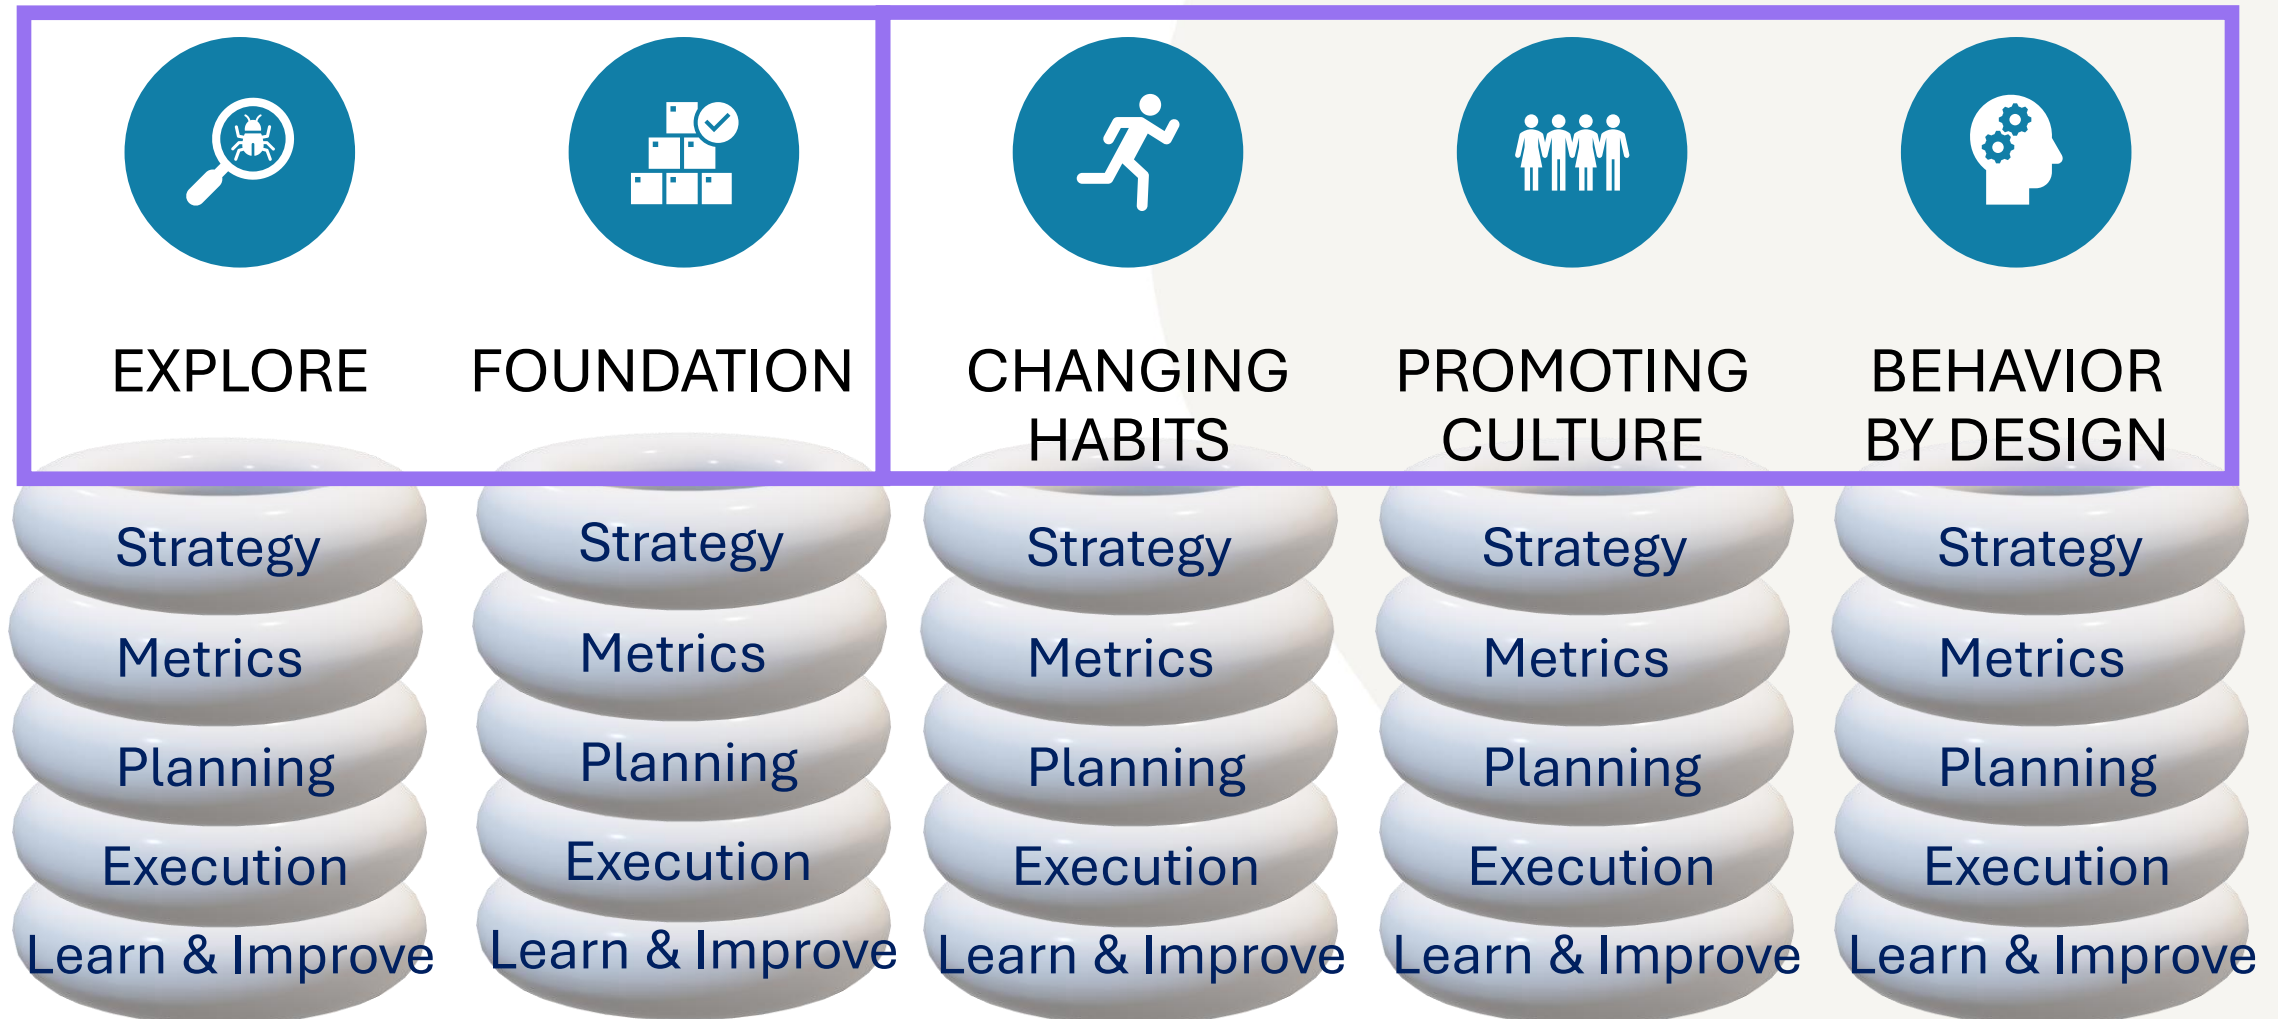 EXPLORE
FOUNDATION
CHANGING
HABITS
PROMOTING
CULTURE
BEHAVIOR
BY DESIGN
Strategy
Metrics
Planning
Execution
Learn & Improve
Strategy
Metrics
Planning
Execution
Learn & Improve
Strategy
Metrics
Planning
Execution
Learn & Improve
Strategy
Metrics
Planning
Execution
Learn & Improve
Strategy
Metrics
Planning
Execution
Learn & Improve